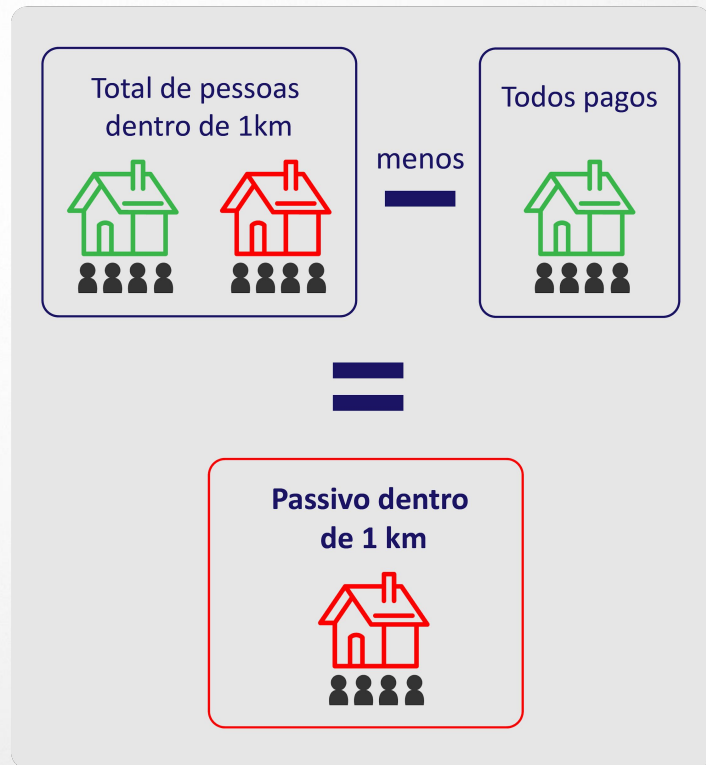 Total de pessoas
dentro de 1km
menos
Todos pagos
Passivo dentro
de 1 km